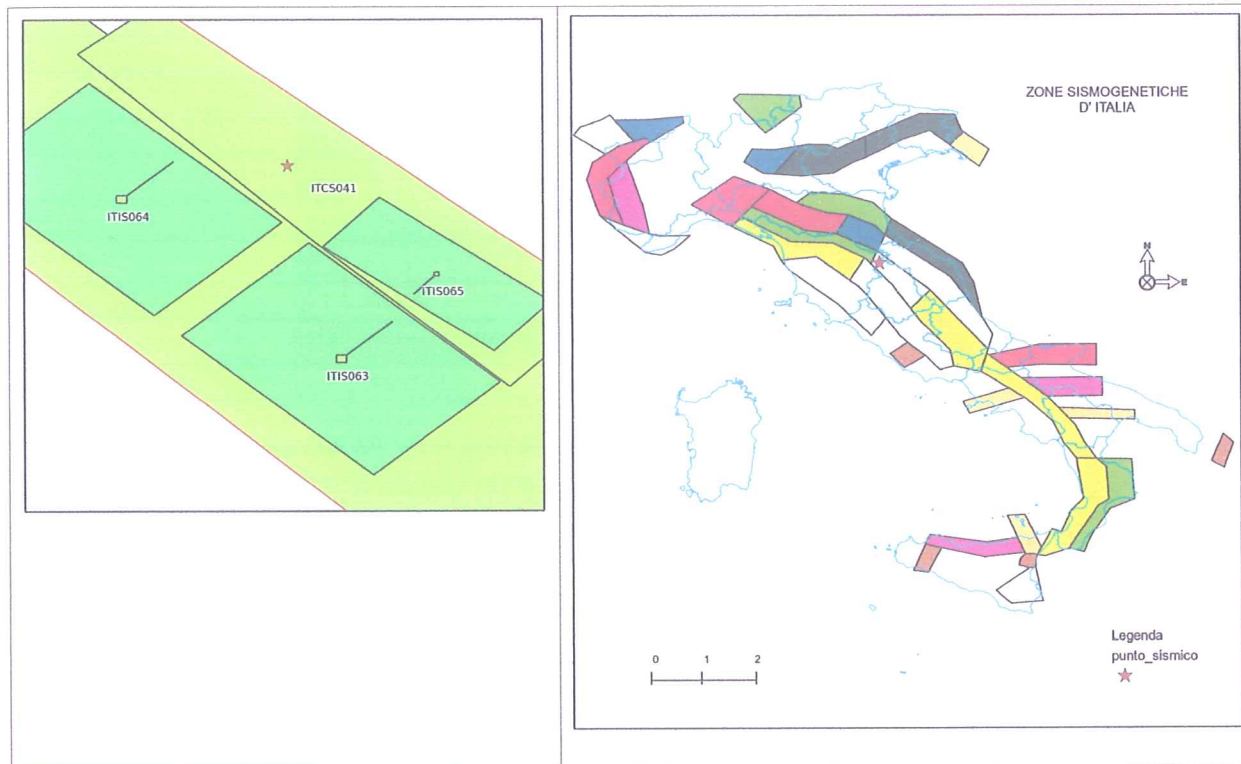 ITCS041
ITIS064
ITIS065
ITIS063
ZONE SISMOGENETICHE
D' ITALIA
N
E
0 1 2
Legenda
punto_sismico